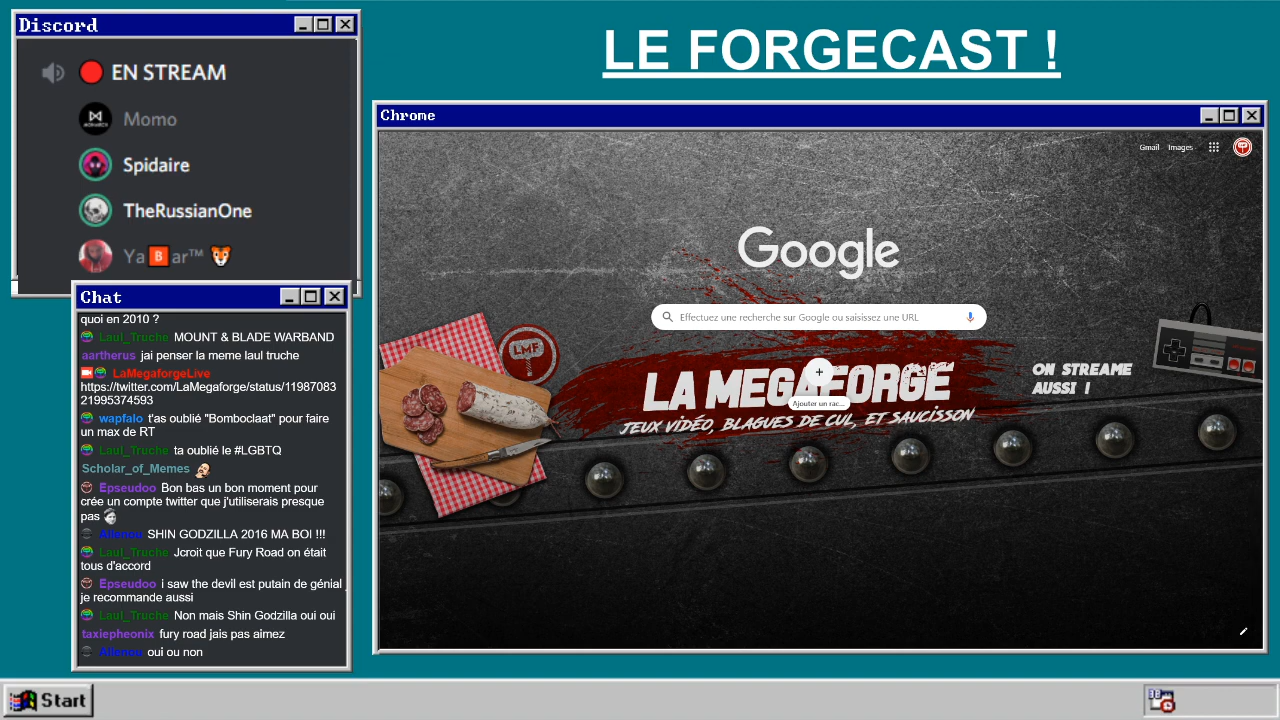 Discord
EN STREAM
Momo
Spidaire
TheRussianOne
Ya🅱ar™ 🐯
LE FORGECAST !
Chrome
Gmail Images
Google
Effectuez une recherche sur Google ou saisissez une URL
LMF
LA MEGAFORGE
JEUX VIDÉO, BLAGUES DE CUL, ET SAUCISSON
Ajouter un rac...
ON STREAME
AUSSI !
Chat
quoi en 2010 ?
Laul_Truche MOUNT & BLADE WARBAND
aartherus jai penser la meme laul truche
LaMegaforgeLive
https://twitter.com/LaMegaforge/status/11987083
21995374593
wapfalo t'as oublié "Bomboclaat" pour faire
un max de RT
Laul_Truche ta oublié le #LGBTQ
Scholar_of_Memes
Epseudoo Bon bas un bon moment pour
crée un compte twitter que j'utiliserais presque
pas
Allenou SHIN GODZILLA 2016 MA BOI !!!
Laul_Truche Jcroit que Fury Road on était
tous d'accord
Epseudoo i saw the devil est putain de génial
je recommande aussi
Laul_Truche Non mais Shin Godzilla oui oui
taxiepheonix fury road jais pas aimez
Allenou oui ou non
Start